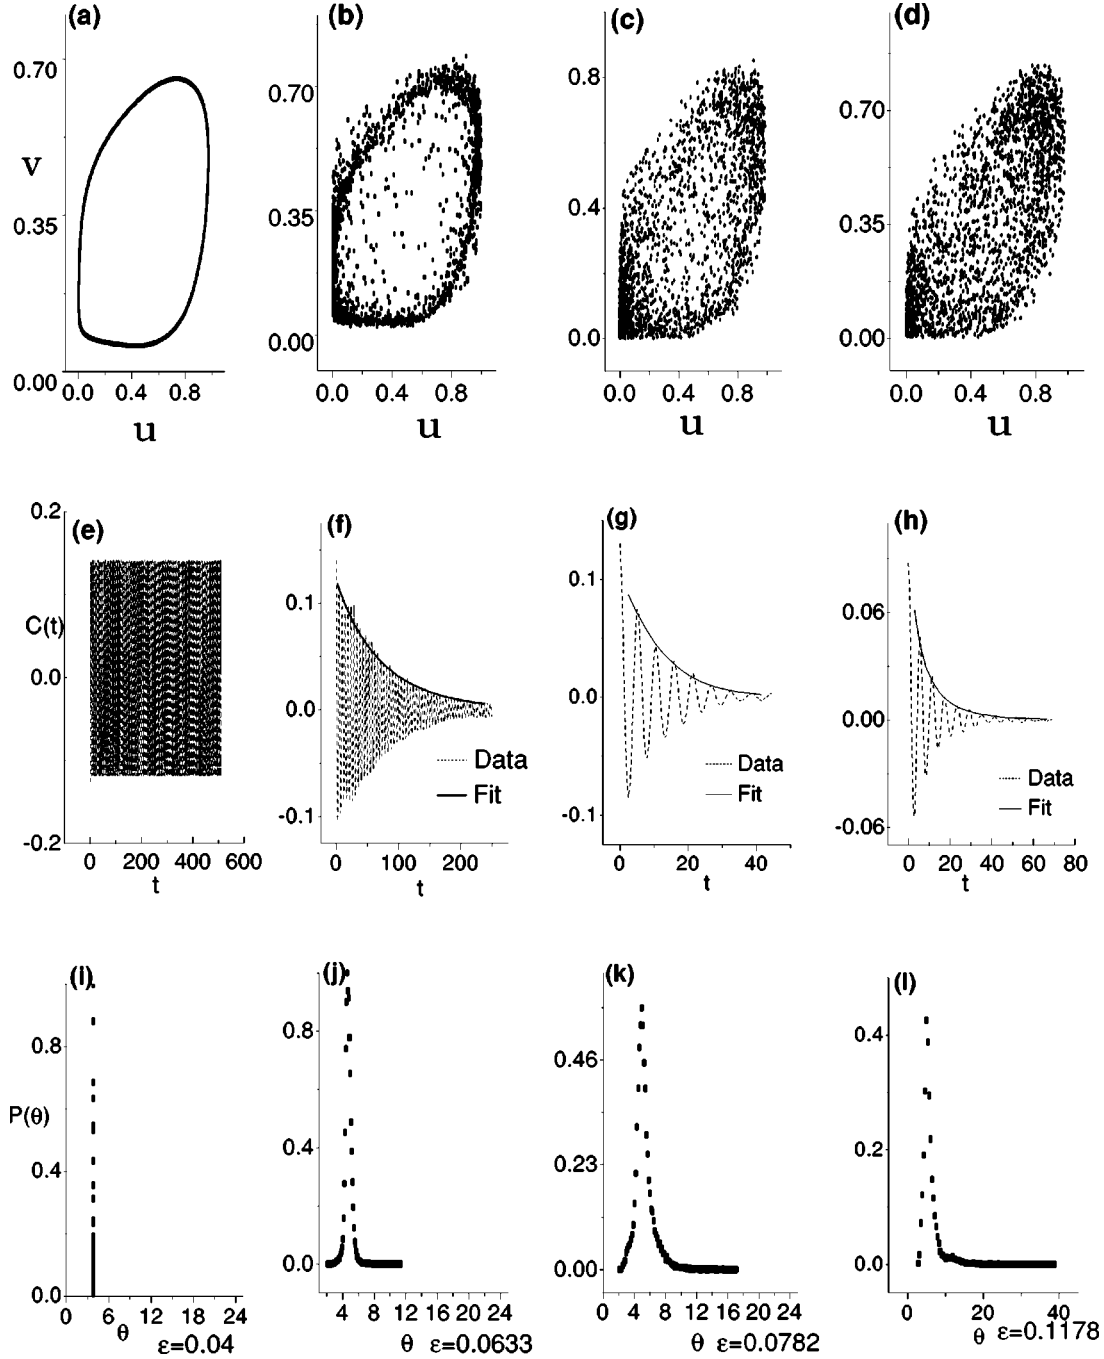 (a) (b) (c) (d)
0.70 0.70 0.8 0.70
v
0.35 0.35 0.4 0.35
0.00 0.00 0.0 0.00
0.0 0.4 0.8 0.0 0.4 0.8 0.0 0.4 0.8 0.0 0.4 0.8
u u u u
(e) (f) (g) (h)
0.2
0.1 0.1 0.06
C(t)
0.0 0.0 0.0 0.00
Data Data Data
Fit Fit Fit
-0.2 -0.1 -0.1 -0.06
0 200 400 600 0 100 200 0 20 40 0 20 40 60 80
t t t t
(i) (j) (k) (l)
0.8 0.8 0.46 0.4
P(θ)
0.4 0.4 0.23 0.2
0.0 0.0 0.00 0.0
0 6 12 18 24 4 8 12 16 20 24 0 4 8 12 16 20 24 0 20 40
θ ε=0.04 θ ε=0.0633 θ ε=0.0782 θ ε=0.1178